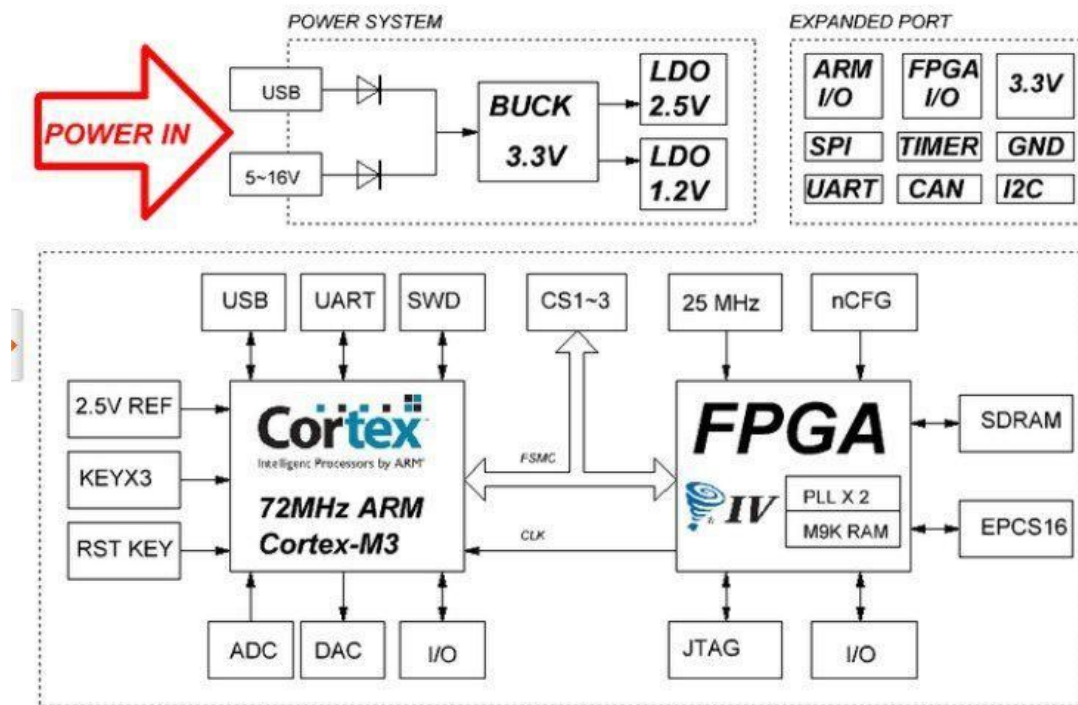 POWER SYSTEM
EXPANDED PORT
POWER IN
USB
5~16V
BUCK
3.3V
LDO
2.5V
LDO
1.2V
ARM
I/O
FPGA
I/O
3.3V
SPI
TIMER
GND
UART
CAN
I2C
USB
UART
SWD
CS1~3
25 MHz
nCFG
2.5V REF
KEYX3
RST KEY
Cortex
Intelligent Processors by ARM®
72MHz ARM
Cortex-M3
FSMC
CLK
FPGA
IV
PLL X 2
M9K RAM
SDRAM
EPCS16
ADC
DAC
I/O
JTAG
I/O